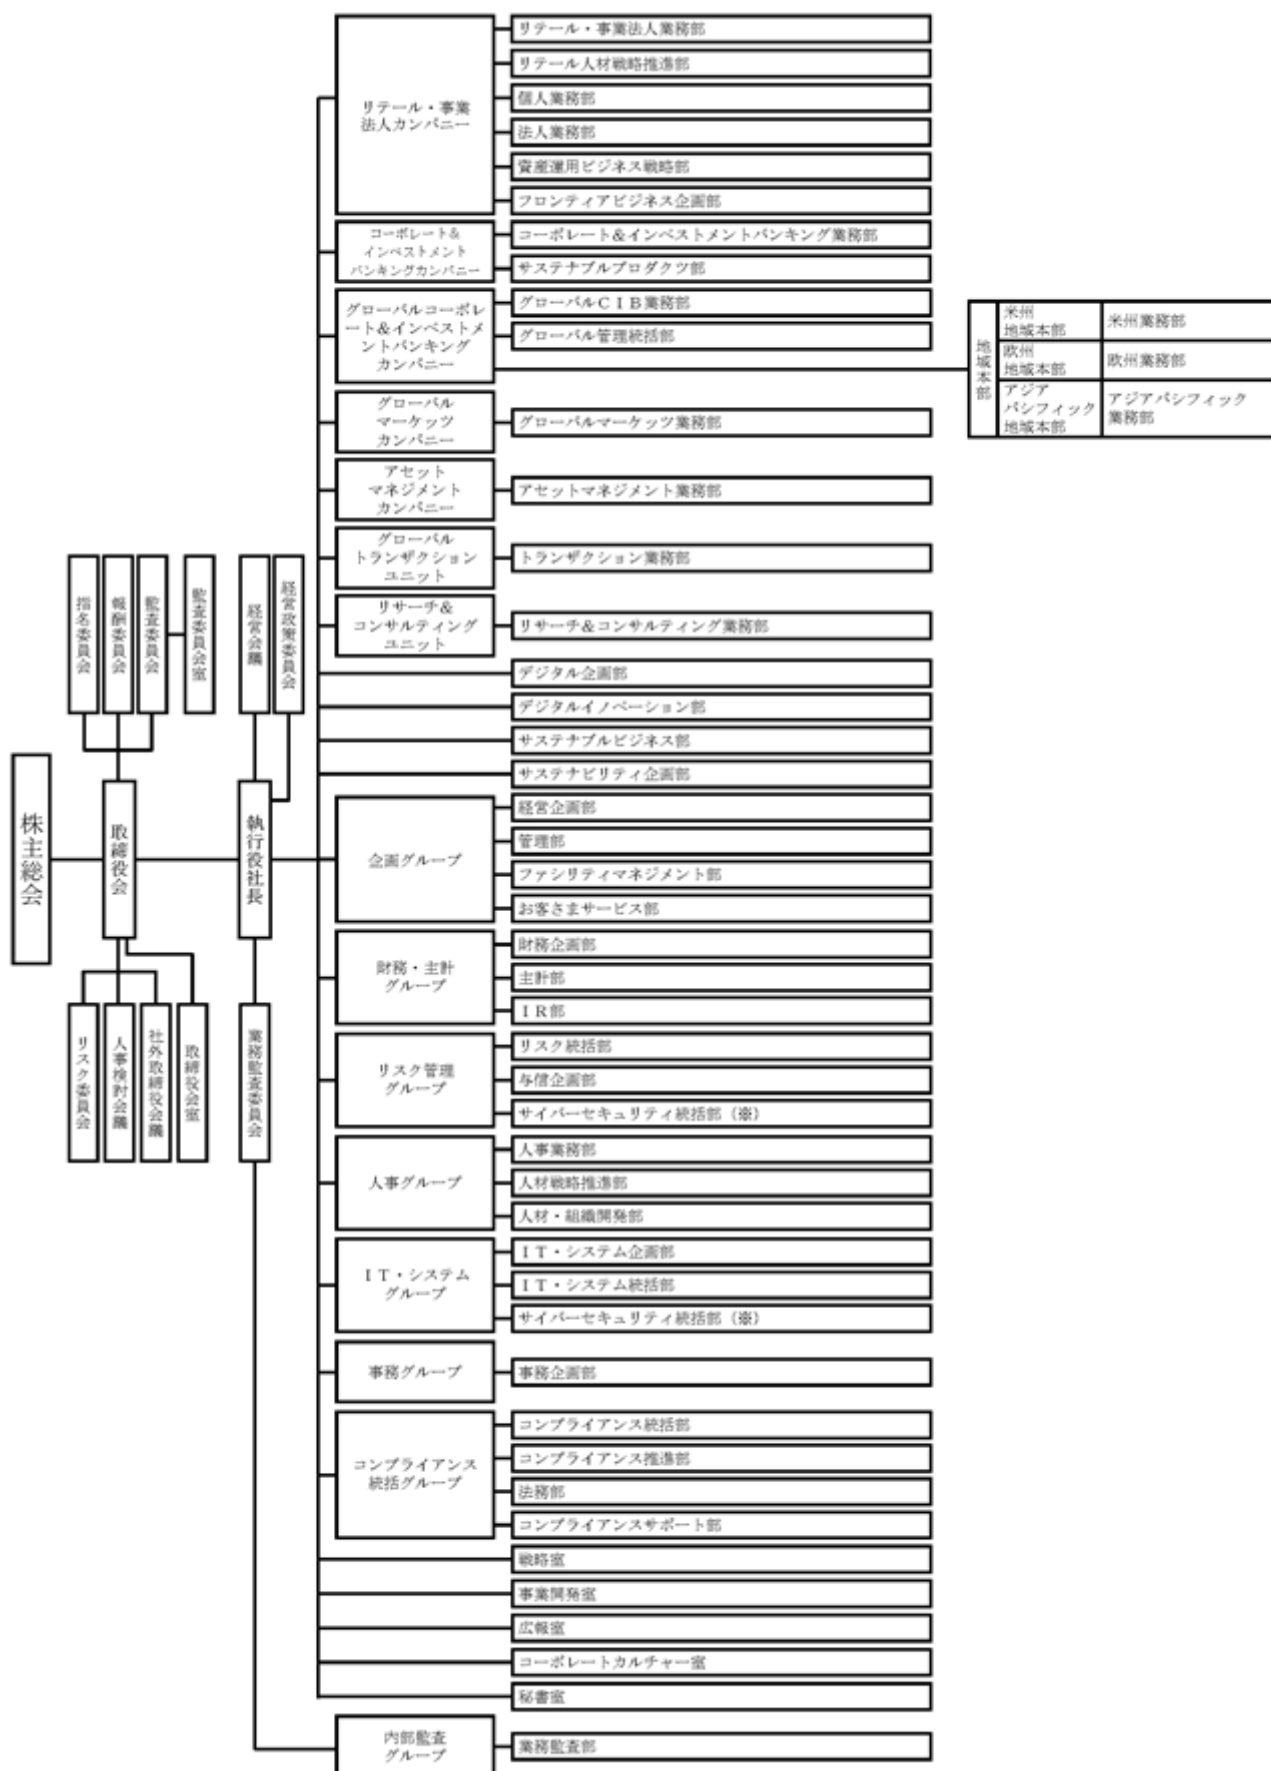 リテール・事業
法人カンパニー
リテール・事業法人業務部
リテール人材戦略推進部
個人業務部
法人業務部
資産運用ビジネス戦略部
フロンティアビジネス企画部
コーポレート＆
インベストメント
バンキングカンパニー
コーポレート＆インベストメントバンキング業務部
サステナブルプロダクツ部
グローバルコーポレ
ート＆インベストメ
ントバンキング
カンパニー
グローバルＣＩＢ業務部
グローバル管理統括部
地域本部
米州
地域本部
米州業務部
欧州
地域本部
欧州業務部
アジア
パシフィック
地域本部
アジアパシフィック
業務部
グローバル
マーケッツ
カンパニー
グローバルマーケッツ業務部
アセット
マネジメント
カンパニー
アセットマネジメント業務部
グローバル
トランザクション
ユニット
トランザクション業務部
リサーチ＆
コンサルティング
ユニット
リサーチ＆コンサルティング業務部
指名委員会
報酬委員会
監査委員会
監査委員会室
経営会議
経営政策委員会
デジタル企画部
デジタルイノベーション部
サステナブルビジネス部
サステナビリティ企画部
株主総会
取締役会
執行役社長
企画グループ
経営企画部
管理部
ファシリティマネジメント部
お客さまサービス部
財務・主計
グループ
財務企画部
主計部
ＩＲ部
リスク委員会
人事検討会議
社外取締役会議
取締役会室
業務監査委員会
リスク管理
グループ
リスク統括部
与信企画部
サイバーセキュリティ統括部（※）
人事グループ
人事業務部
人材戦略推進部
人材・組織開発部
ＩＴ・システム
グループ
ＩＴ・システム企画部
ＩＴ・システム統括部
サイバーセキュリティ統括部（※）
事務グループ
事務企画部
コンプライアンス
統括グループ
コンプライアンス統括部
コンプライアンス推進部
法務部
コンプライアンスサポート部
戦略室
事業開発室
広報室
コーポレートカルチャー室
秘書室
内部監査
グループ
業務監査部